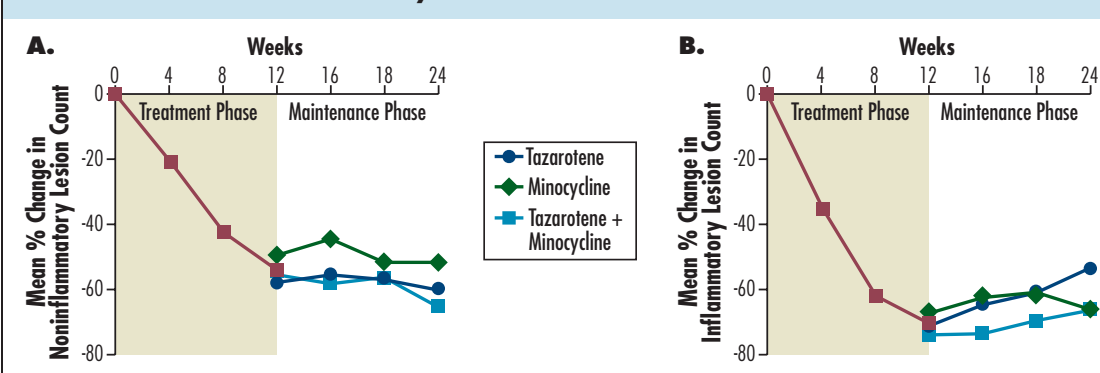 A.
Weeks
0 4 8 12 16 18 24
Treatment Phase Maintenance Phase
0
-20
-40
-60
-80
Mean % Change in
Noninflammatory Lesion Count
Tazarotene
Minocycline
Tazarotene +
Minocycline
B.
Weeks
0 4 8 12 16 18 24
Treatment Phase Maintenance Phase
0
-20
-40
-60
-80
Mean % Change in
Inflammatory Lesion Count